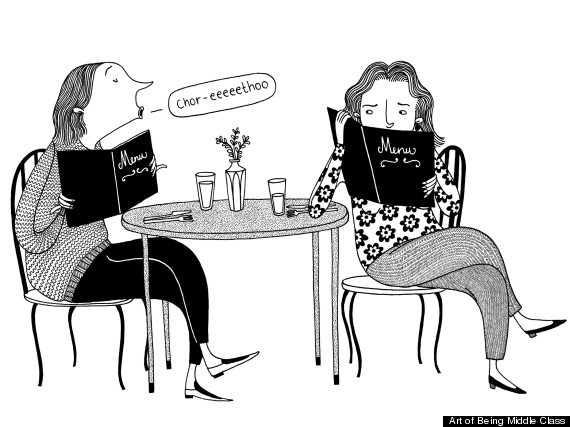 Chor-eeeeethoo
Menu
Menu
Art of Being Middle Class